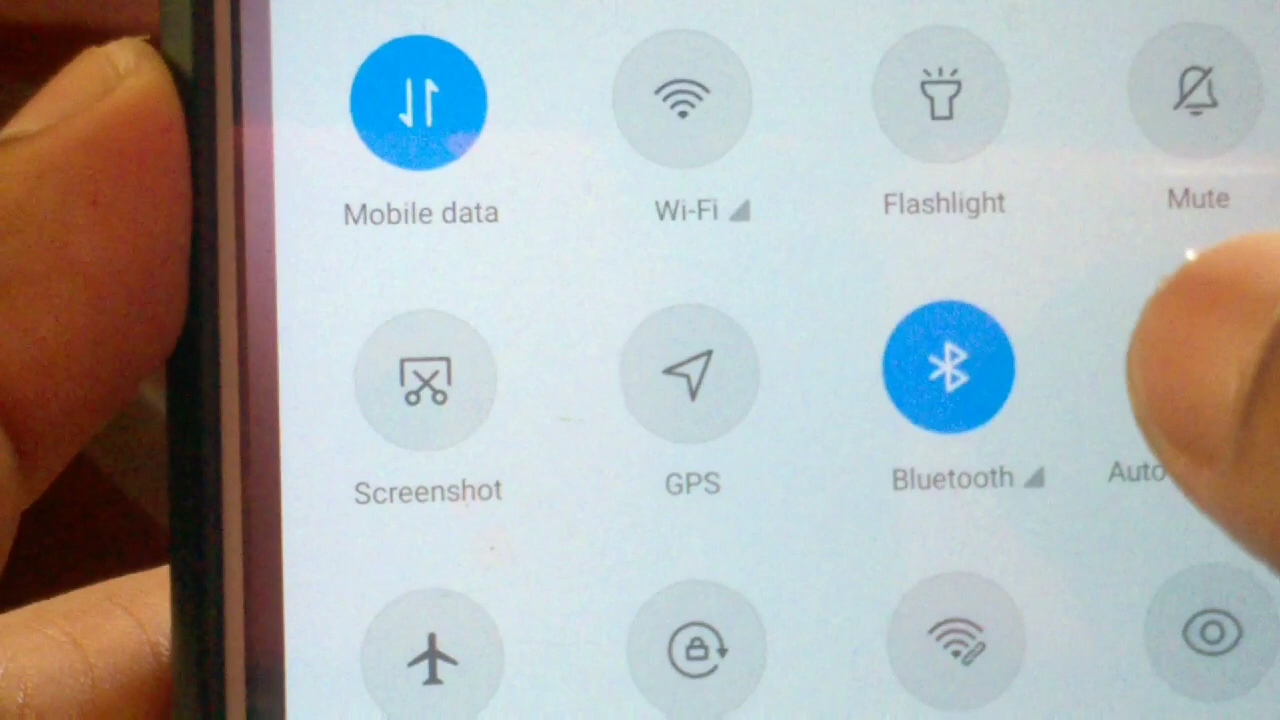 Mobile data
Wi-Fi
Flashlight
Mute
Screenshot
GPS
Bluetooth
Auto